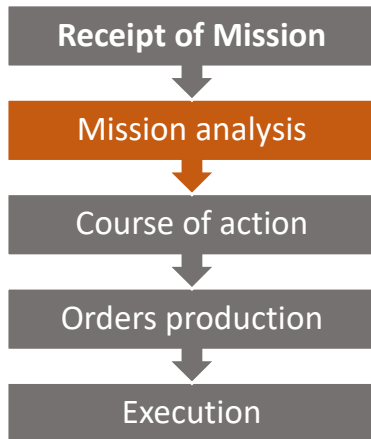 Receipt of Mission
Mission analysis
Course of action
Orders production
Execution